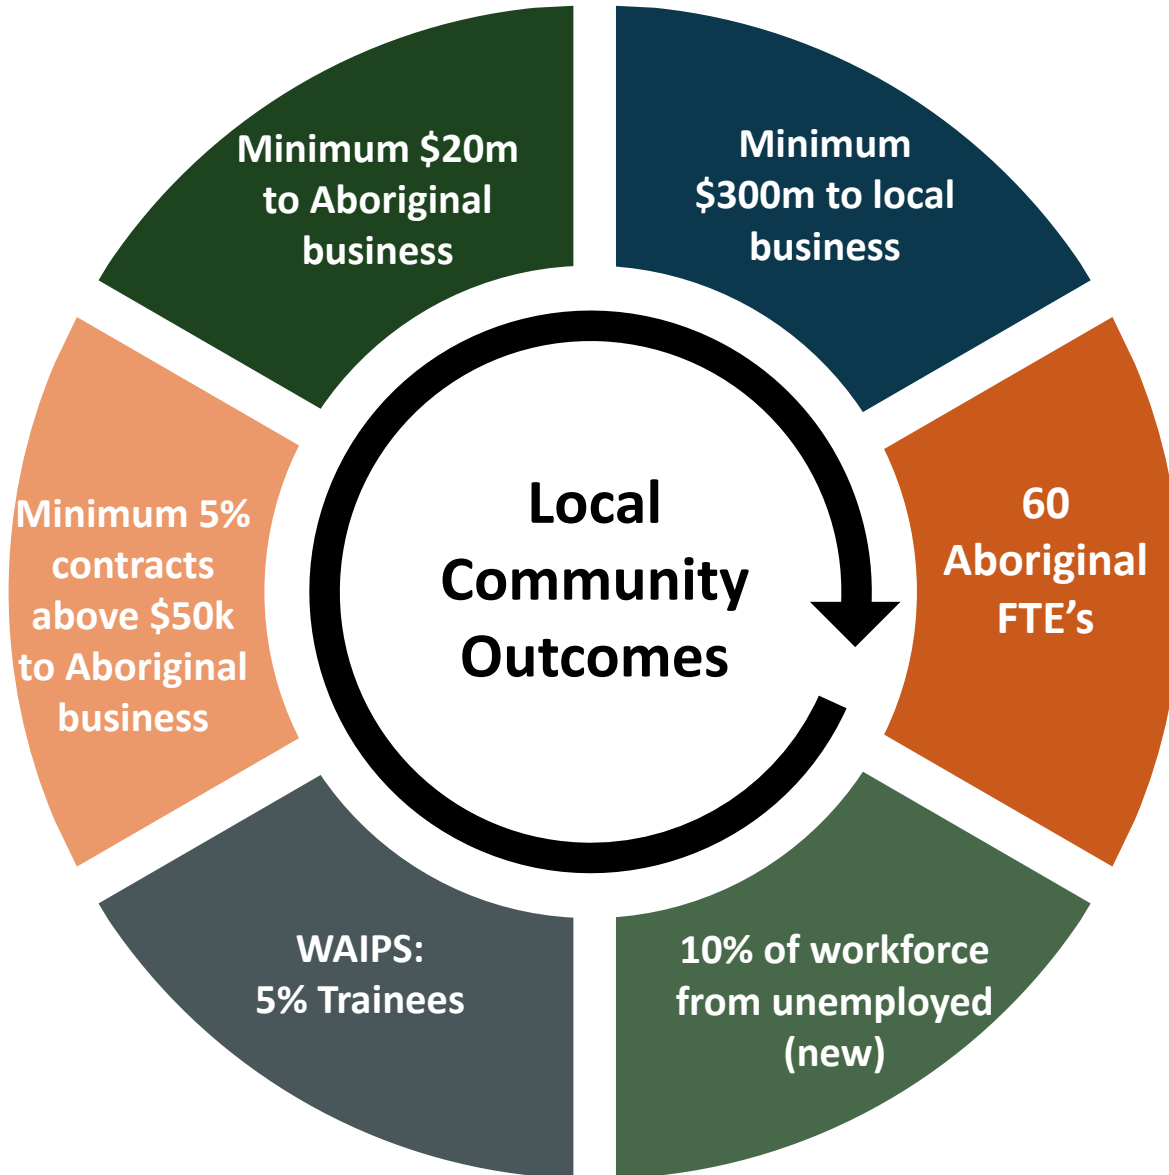 Minimum $20m
to Aboriginal
business
Minimum
$300m to local
business
60
Aboriginal
FTE’s
10% of workforce
from unemployed
(new)
WAIPS:
5% Trainees
Minimum 5%
contracts
above $50k
to Aboriginal
business
Local
Community
Outcomes